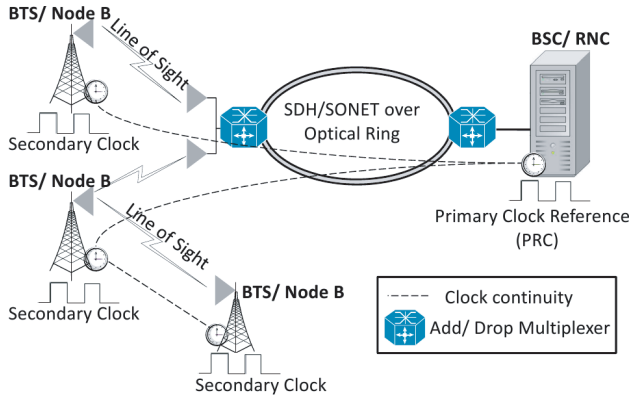 BTS/ Node B
Line of Sight
BSC/ RNC
SDH/SONET over
Optical Ring
Secondary Clock
BTS/ Node B
Line of Sight
Primary Clock Reference
(PRC)
BTS/ Node B
Secondary Clock
Clock continuity
Add/ Drop Multiplexer
Secondary Clock